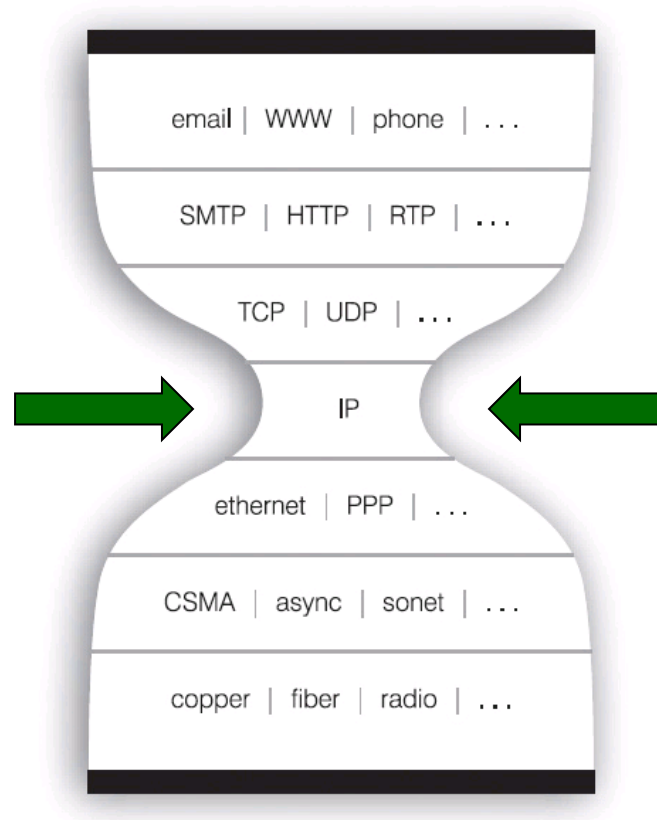 email | WWW | phone | ...
SMTP | HTTP | RTP | ...
TCP | UDP | ...
IP
ethernet | PPP | ...
CSMA | async | sonet | ...
copper | fiber | radio | ...